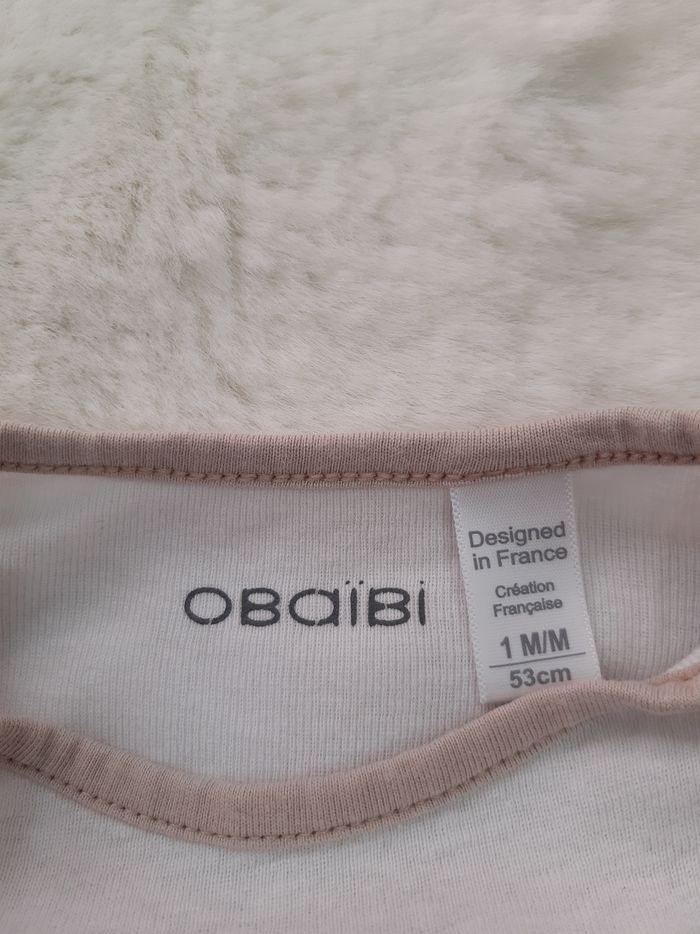 OBaïBi
Designed
in France
Création
Française
1 M/M
53cm